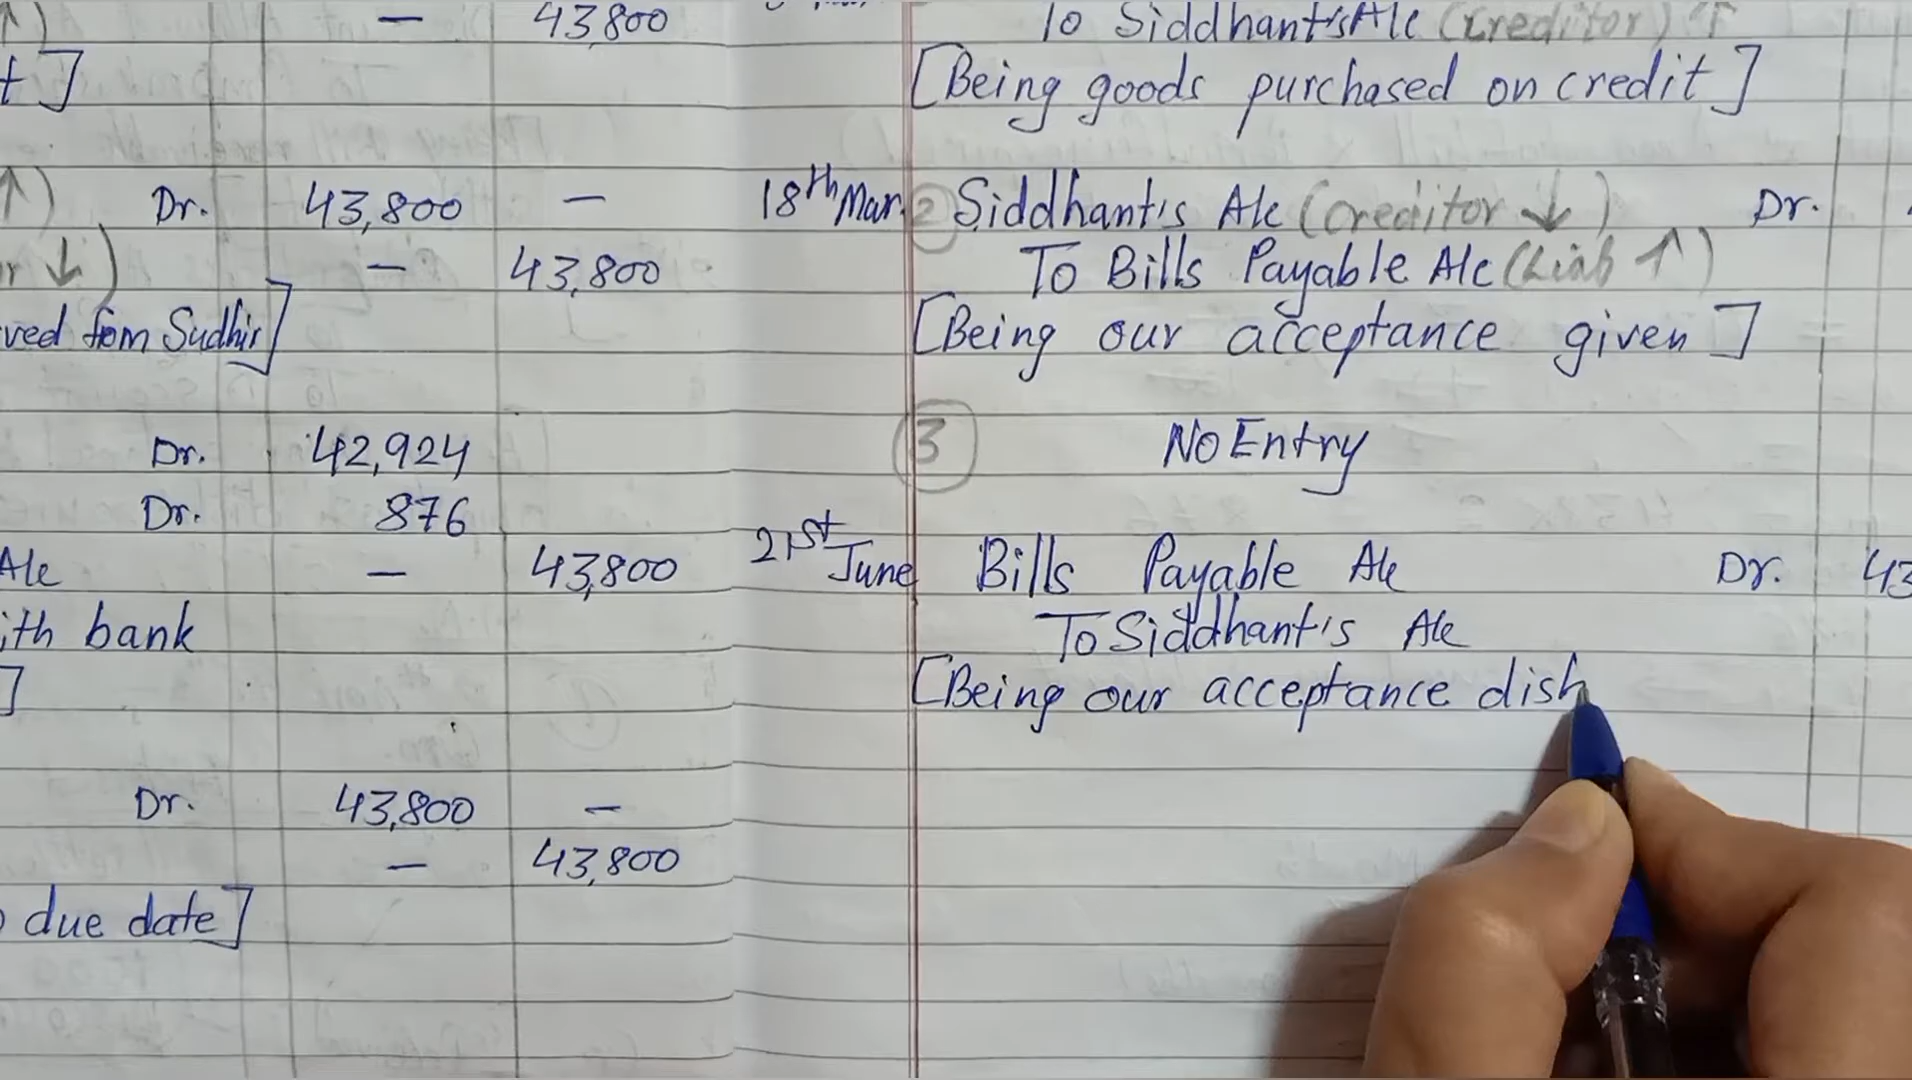 — 43,800
t]
Dr. 43,800 —
↓) — 43,800
ved fom Sudhir]
Dr. 42,924
Dr. 876
A/c — 43,800
ith bank
]
Dr. 43,800 —
— 43,800
due date]
To Siddhant's A/c (Creditor) ↑
[Being goods purchased on credit]
18th Mar. 2 Siddhant's A/c (Creditor ↓) Dr.
To Bills Payable A/c (Liab ↑)
[Being our acceptance given]
3 No Entry
21st June Bills Payable A/c Dr. 43
To Siddhant's A/c
[Being our acceptance dish